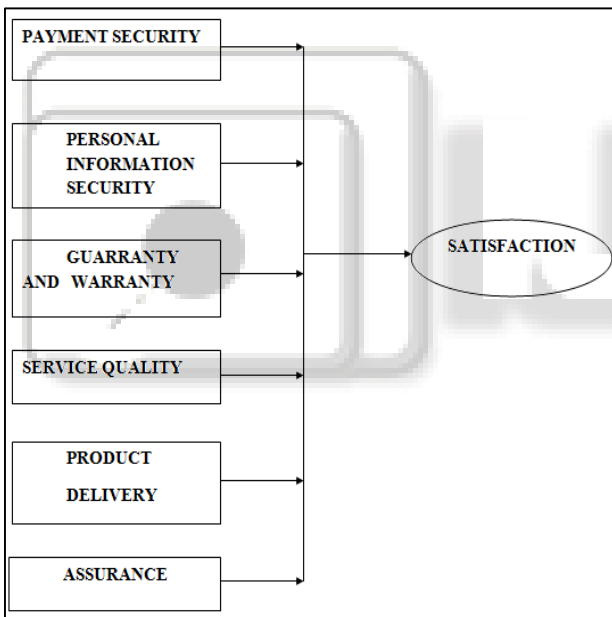 PAYMENT SECURITY
PERSONAL
INFORMATION
SECURITY
GUARRANTY
AND WARRANTY
SATISFACTION
SERVICE QUALITY
PRODUCT
DELIVERY
ASSURANCE